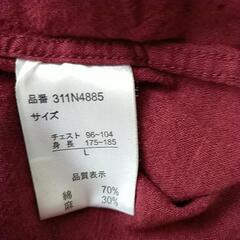 品番 311N4885
サイズ
チェスト 96~104
身長 175~185
L
品質表示
綿 70%
麻 30%